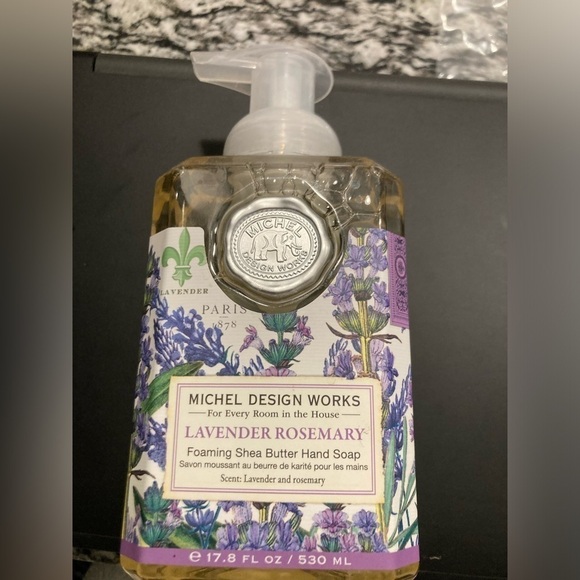 MICHEL
DESIGN WORKS
LAVENDER
PARIS
1878
MICHEL DESIGN WORKS
For Every Room in the House
LAVENDER ROSEMARY
Foaming Shea Butter Hand Soap
Savon moussant au beurre de karité pour les mains
Scent: Lavender and rosemary
e 17.8 FL OZ / 530 ML